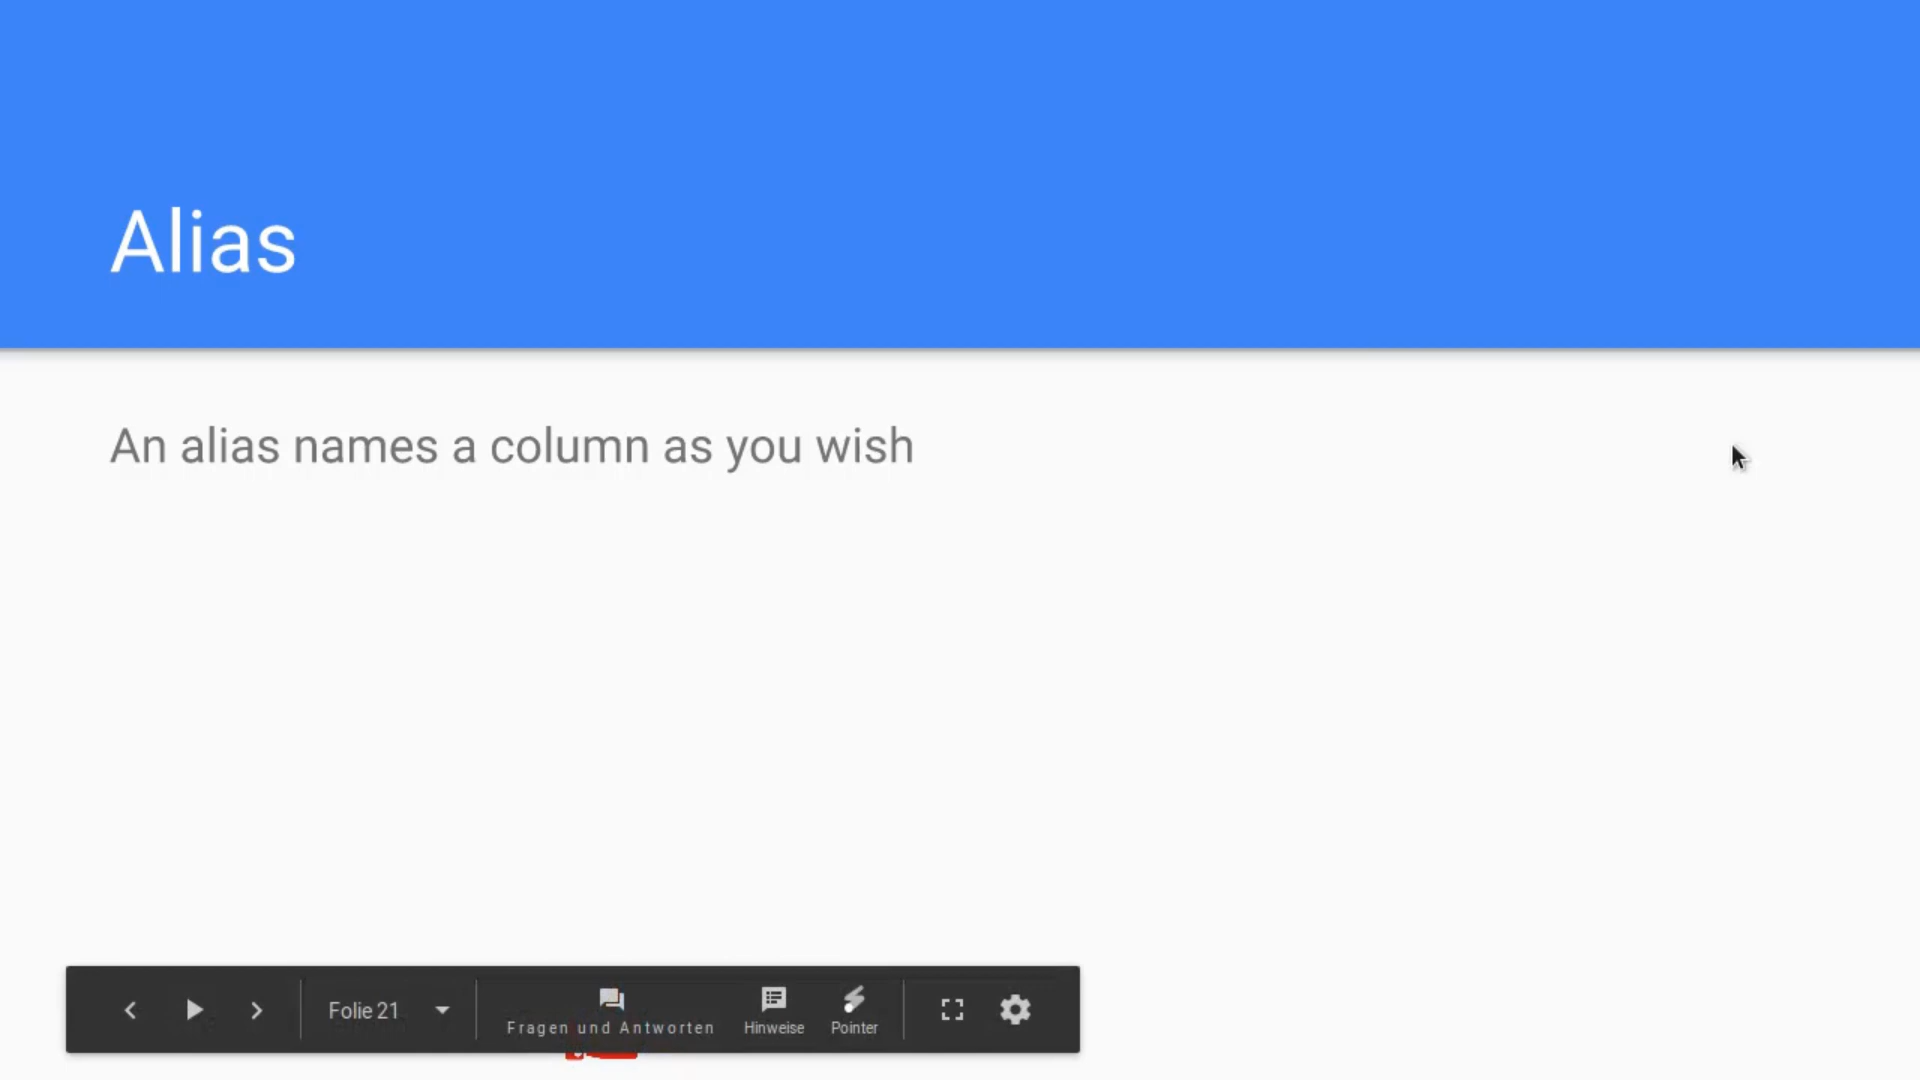 Alias
An alias names a column as you wish
Folie 21
Fragen und Antworten
Hinweise
Pointer